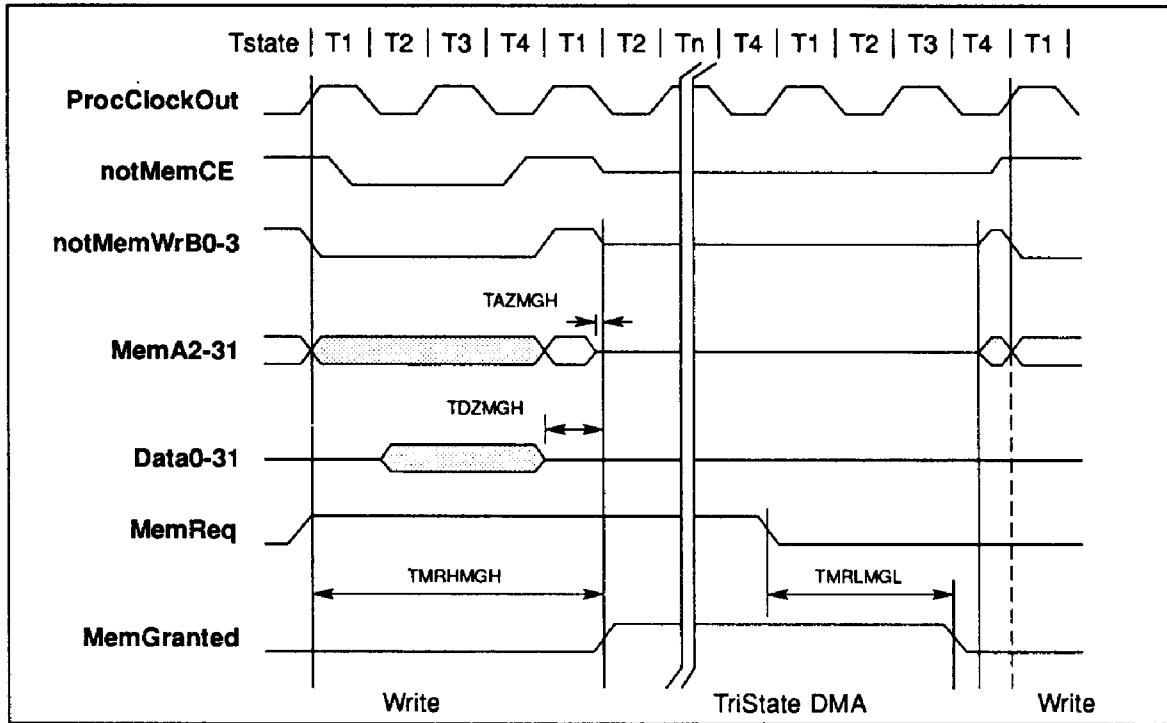 Tstate T1 T2 T3 T4 T1 T2 Tn T4 T1 T2 T3 T4 T1
ProcClockOut
notMemCE
notMemWrB0-3
TAZMGH
MemA2-31
TDZMGH
Data0-31
MemReq
TMRHMGH TMRLMGL
MemGranted
Write TriState DMA Write